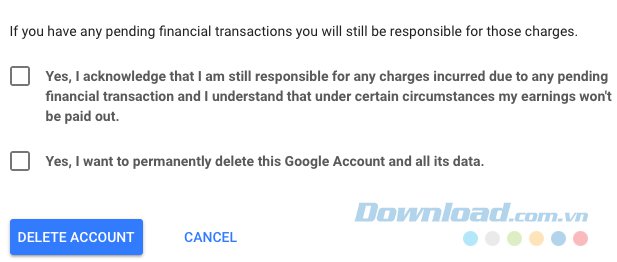 If you have any pending financial transactions you will still be responsible for those charges.
Yes, I acknowledge that I am still responsible for any charges incurred due to any pending
financial transaction and I understand that under certain circumstances my earnings won't
be paid out.
Yes, I want to permanently delete this Google Account and all its data.
Download.com.vn
DELETE ACCOUNT CANCEL